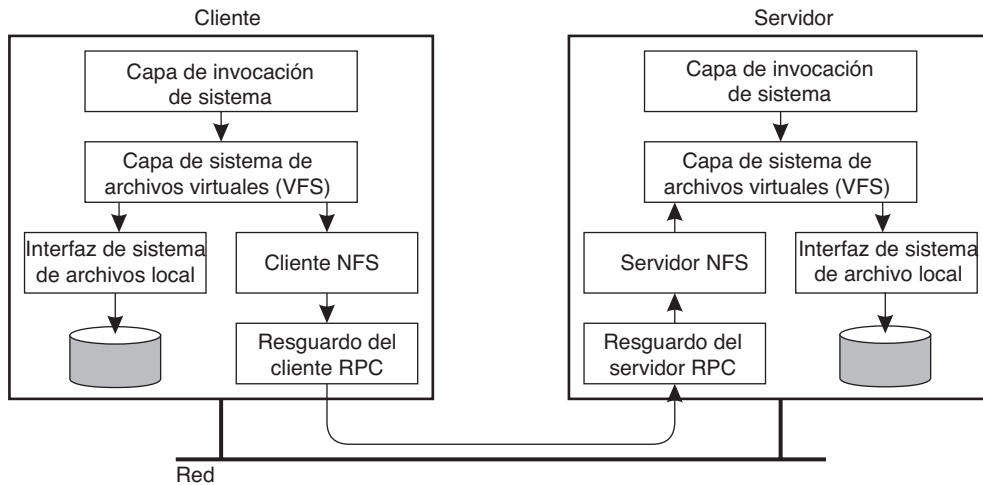 Cliente
Capa de invocación
de sistema
Capa de sistema de
archivos virtuales (VFS)
Interfaz de sistema
de archivos local
Cliente NFS
Resguardo del
cliente RPC
Servidor
Capa de invocación
de sistema
Capa de sistema de
archivos virtuales (VFS)
Servidor NFS
Interfaz de sistema
de archivo local
Resguardo del
servidor RPC
Red